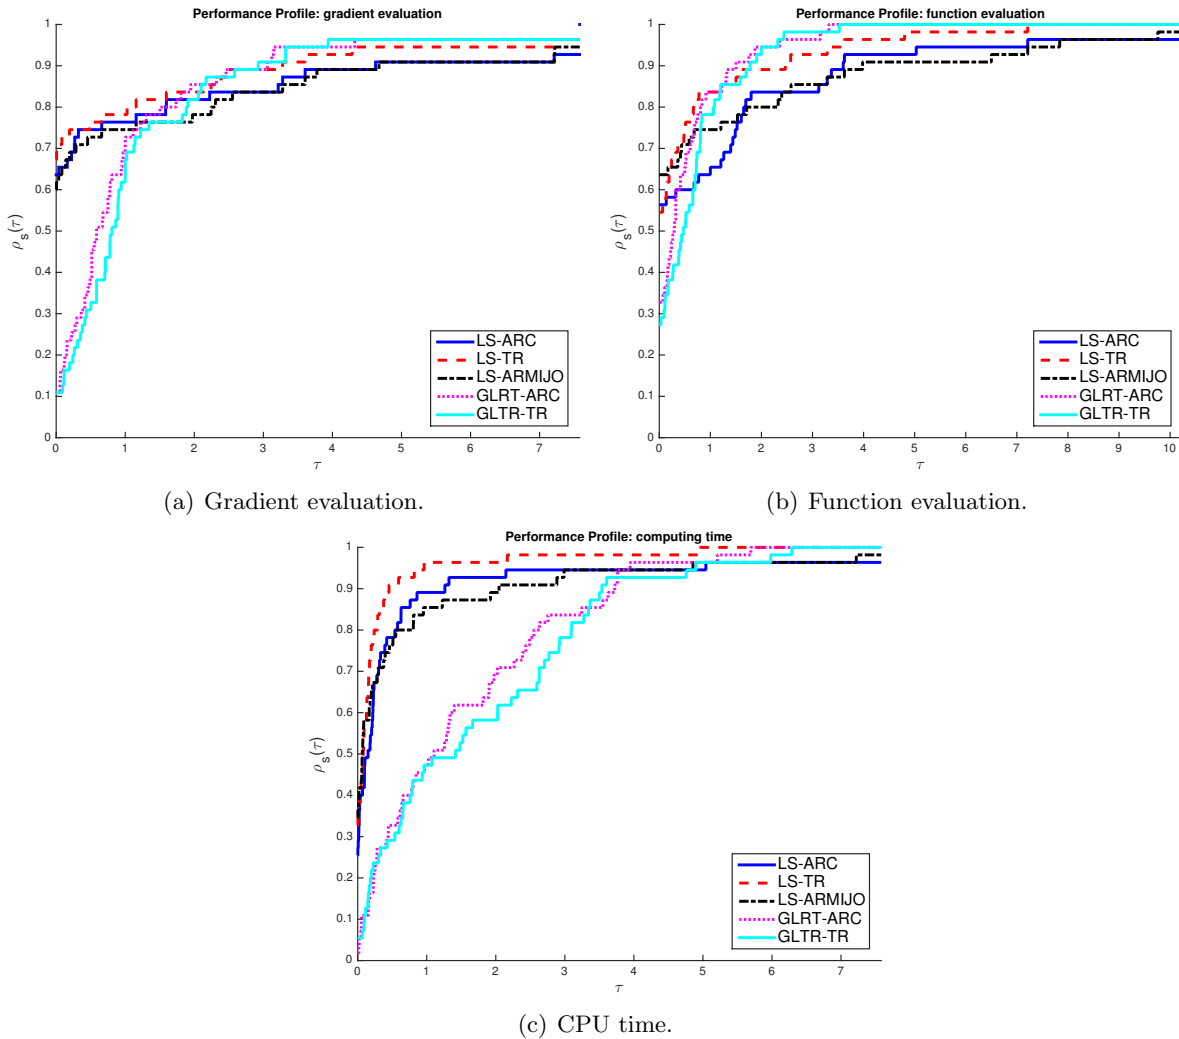 Performance Profile: gradient evaluation
1
0.9
0.8
0.7
0.6
0.5
0.4
0.3
0.2
0.1
0
ρs(τ)
0 1 2 3 4 5 6 7
τ
LS-ARC
LS-TR
LS-ARMIJO
GLRT-ARC
GLTR-TR
(a) Gradient evaluation.
Performance Profile: function evaluation
1
0.9
0.8
0.7
0.6
0.5
0.4
0.3
0.2
0.1
0
ρs(τ)
0 1 2 3 4 5 6 7 8 9 10
τ
LS-ARC
LS-TR
LS-ARMIJO
GLRT-ARC
GLTR-TR
(b) Function evaluation.
Performance Profile: computing time
1
0.9
0.8
0.7
0.6
0.5
0.4
0.3
0.2
0.1
0
ρs(τ)
0 1 2 3 4 5 6 7
τ
LS-ARC
LS-TR
LS-ARMIJO
GLRT-ARC
GLTR-TR
(c) CPU time.